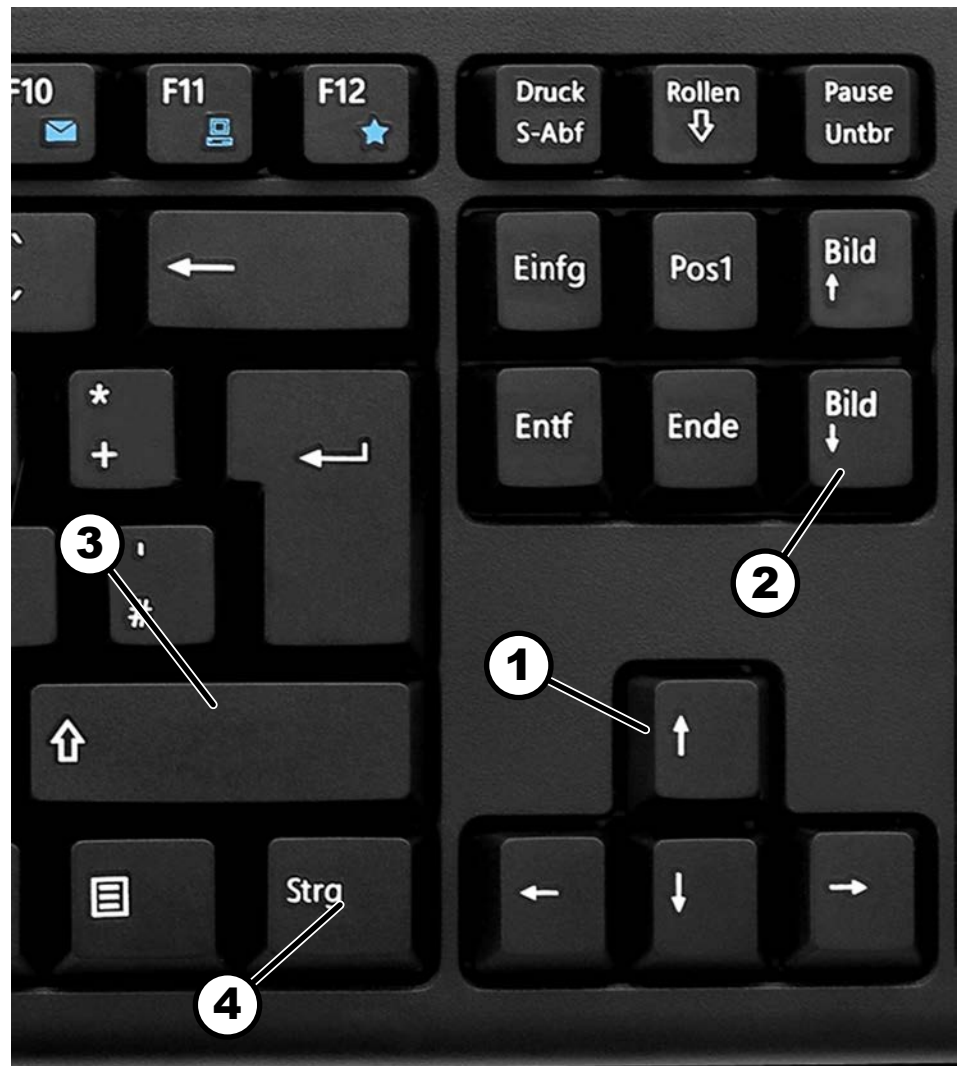 F10
F11
F12
Druck
S-Abf
Rollen
⇩
Pause
Untbr
`
←
Einfg
Pos1
Bild
↑
*
+
↵
Entf
Ende
Bild
↓
3
'
#
2
1
⇧
↑
Strg
←
↓
→
4